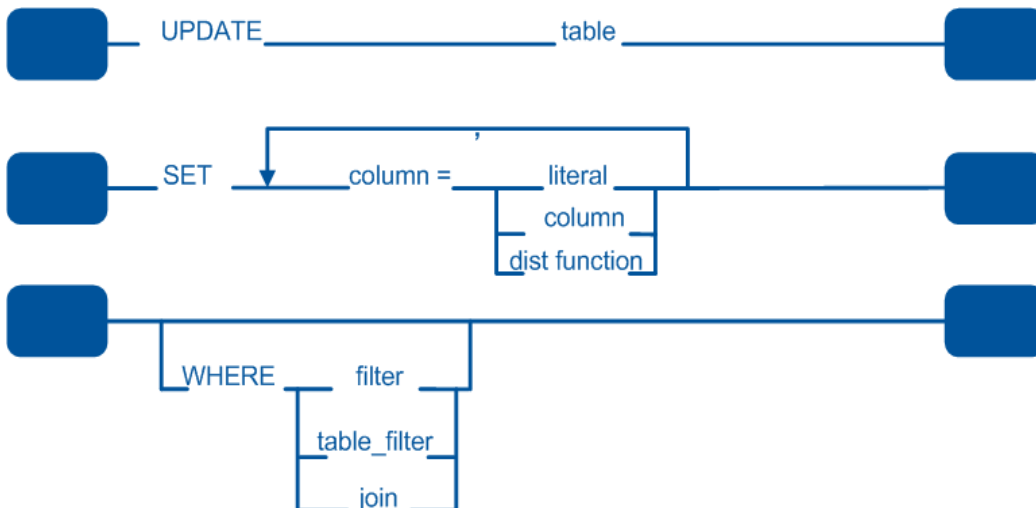 UPDATE table
,
SET column = literal
column
dist function
WHERE filter
table_filter
join